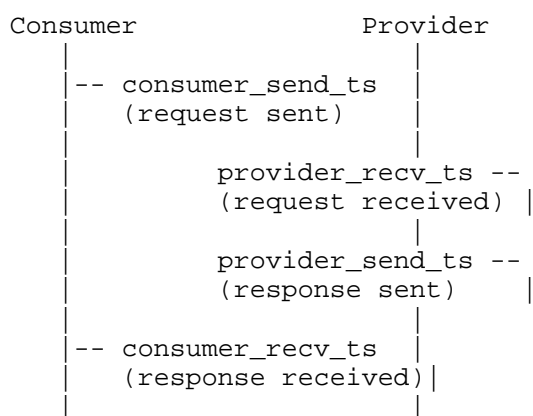 Consumer Provider
-- consumer_send_ts
(request sent)
provider_recv_ts --
(request received) |
provider_send_ts --
(response sent) |
-- consumer_recv_ts
(response received)|